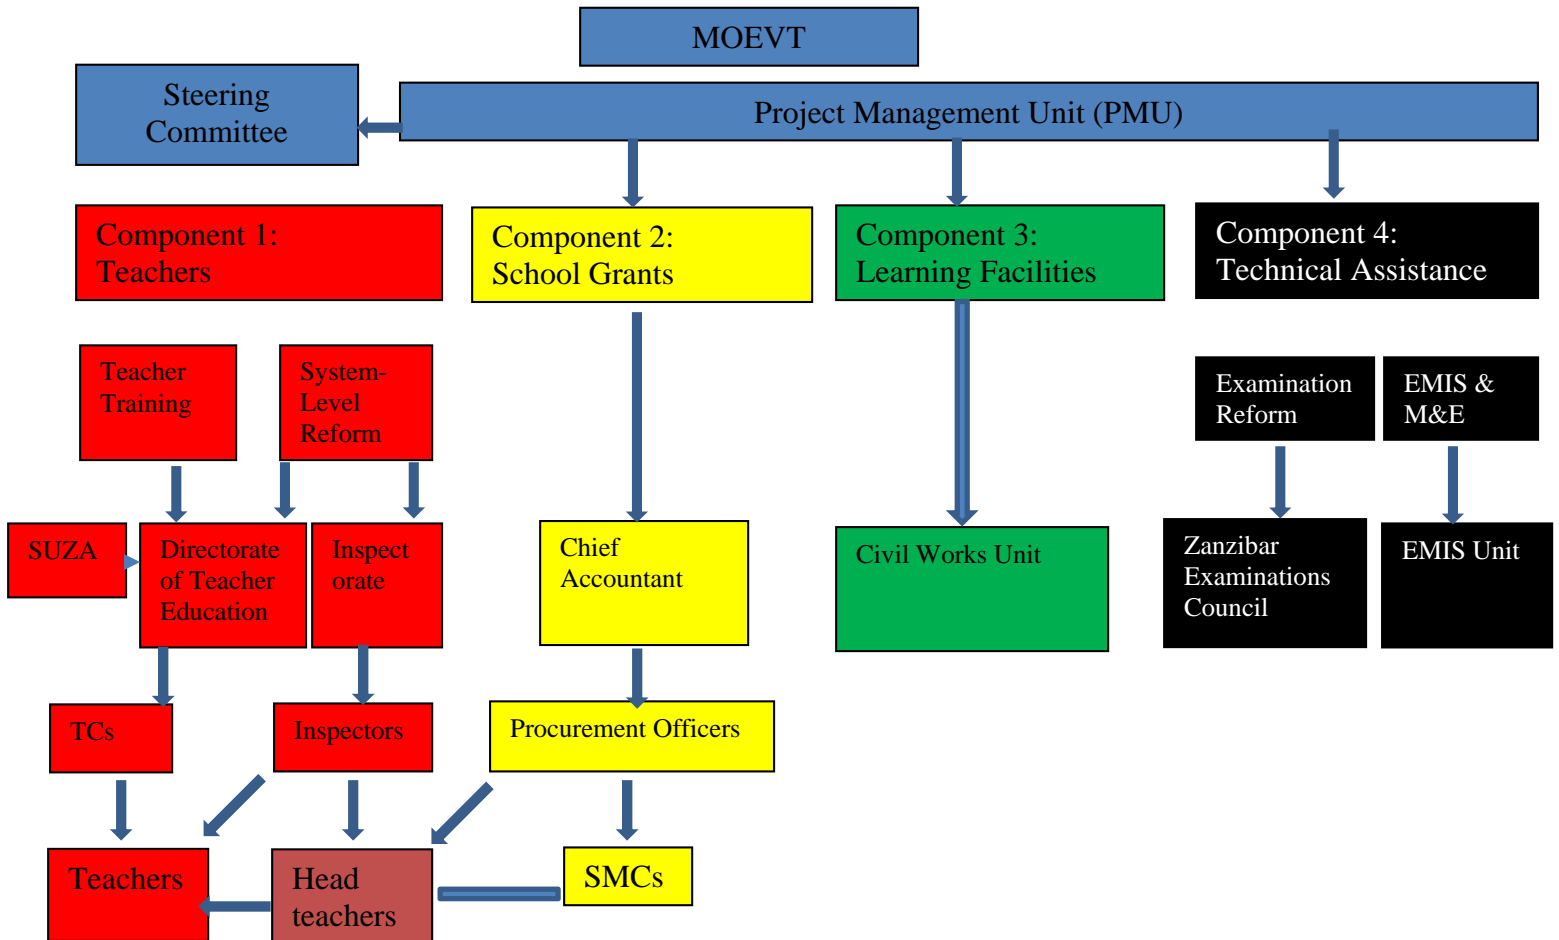 MOEVT
Steering
Committee
Project Management Unit (PMU)
Component 1:
Teachers
Component 2:
School Grants
Component 3:
Learning Facilities
Component 4:
Technical Assistance
Teacher
Training
System-
Level
Reform
Examination
Reform
EMIS &
M&E
SUZA
Directorate
of Teacher
Education
Inspect
orate
Chief
Accountant
Civil Works Unit
Zanzibar
Examinations
Council
EMIS Unit
TCs
Inspectors
Procurement Officers
Teachers
Head
teachers
SMCs